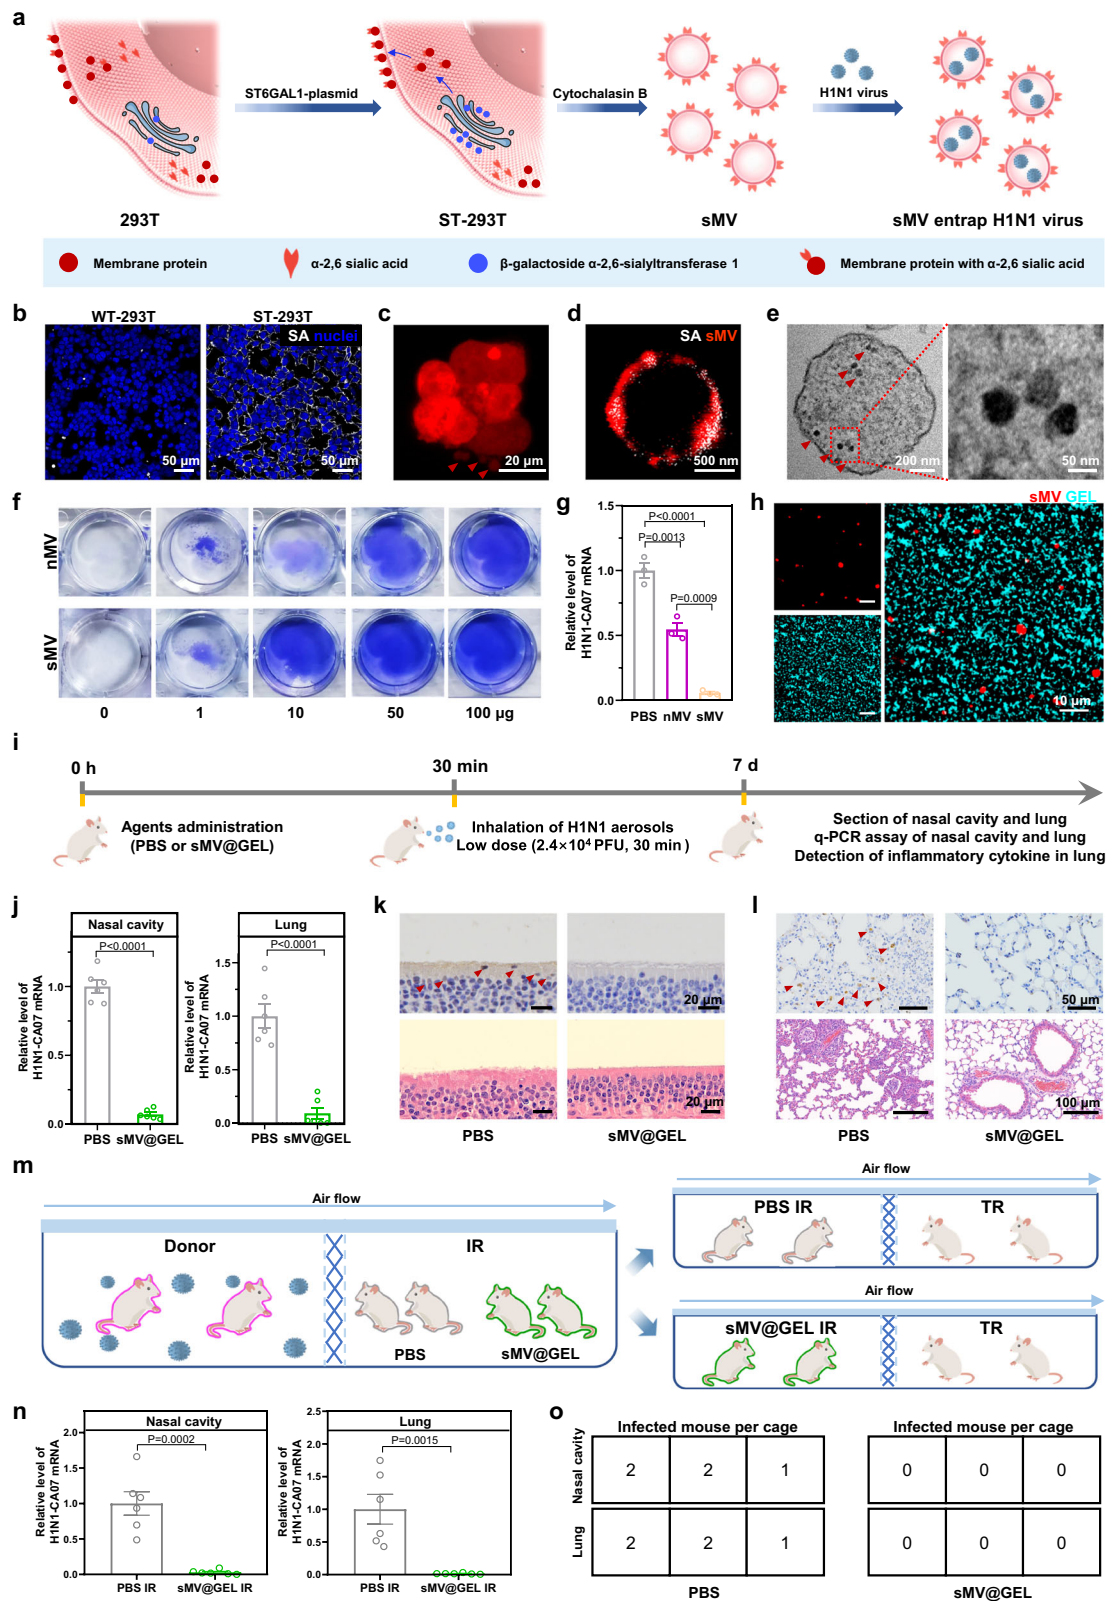 a
ST6GAL1-plasmid
Cytochalasin B
H1N1 virus
293T
ST-293T
sMV
sMV entrap H1N1 virus
Membrane protein
α-2,6 sialic acid
β-galactoside α-2,6-sialyltransferase 1
Membrane protein with α-2,6 sialic acid
b
WT-293T
ST-293T
SA nuclei
50 μm
50 μm
c
20 μm
d
SA sMV
500 nm
e
200 nm
50 nm
f
nMV
sMV
0
1
10
50
100 μg
g
Relative level of
H1N1-CA07 mRNA
1.5
1.0
0.5
0.0
P<0.0001
P=0.0013
P=0.0009
PBS nMV sMV
h
sMV GEL
10 μm
i
0 h
30 min
7 d
Agents administration
(PBS or sMV@GEL)
Inhalation of H1N1 aerosols
Low dose (2.4×10⁴ PFU, 30 min )
Section of nasal cavity and lung
q-PCR assay of nasal cavity and lung
Detection of inflammatory cytokine in lung
j
Nasal cavity
P<0.0001
Relative level of
H1N1-CA07 mRNA
1.0
0.5
0.0
PBS sMV@GEL
Lung
P<0.0001
Relative level of
H1N1-CA07 mRNA
1.5
1.0
0.5
0.0
PBS sMV@GEL
k
20 μm
20 μm
PBS
sMV@GEL
l
50 μm
100 μm
PBS
sMV@GEL
m
Air flow
Donor
IR
PBS
sMV@GEL
Air flow
PBS IR
TR
Air flow
sMV@GEL IR
TR
n
Nasal cavity
P=0.0002
Relative level of
H1N1-CA07 mRNA
2.0
1.5
1.0
0.5
0.0
PBS IR sMV@GEL IR
Lung
P=0.0015
Relative level of
H1N1-CA07 mRNA
2.5
2.0
1.5
1.0
0.5
0.0
PBS IR sMV@GEL IR
o
Infected mouse per cage
Nasal cavity
2 2 1
Lung
2 2 1
PBS
Infected mouse per cage
0 0 0
0 0 0
sMV@GEL